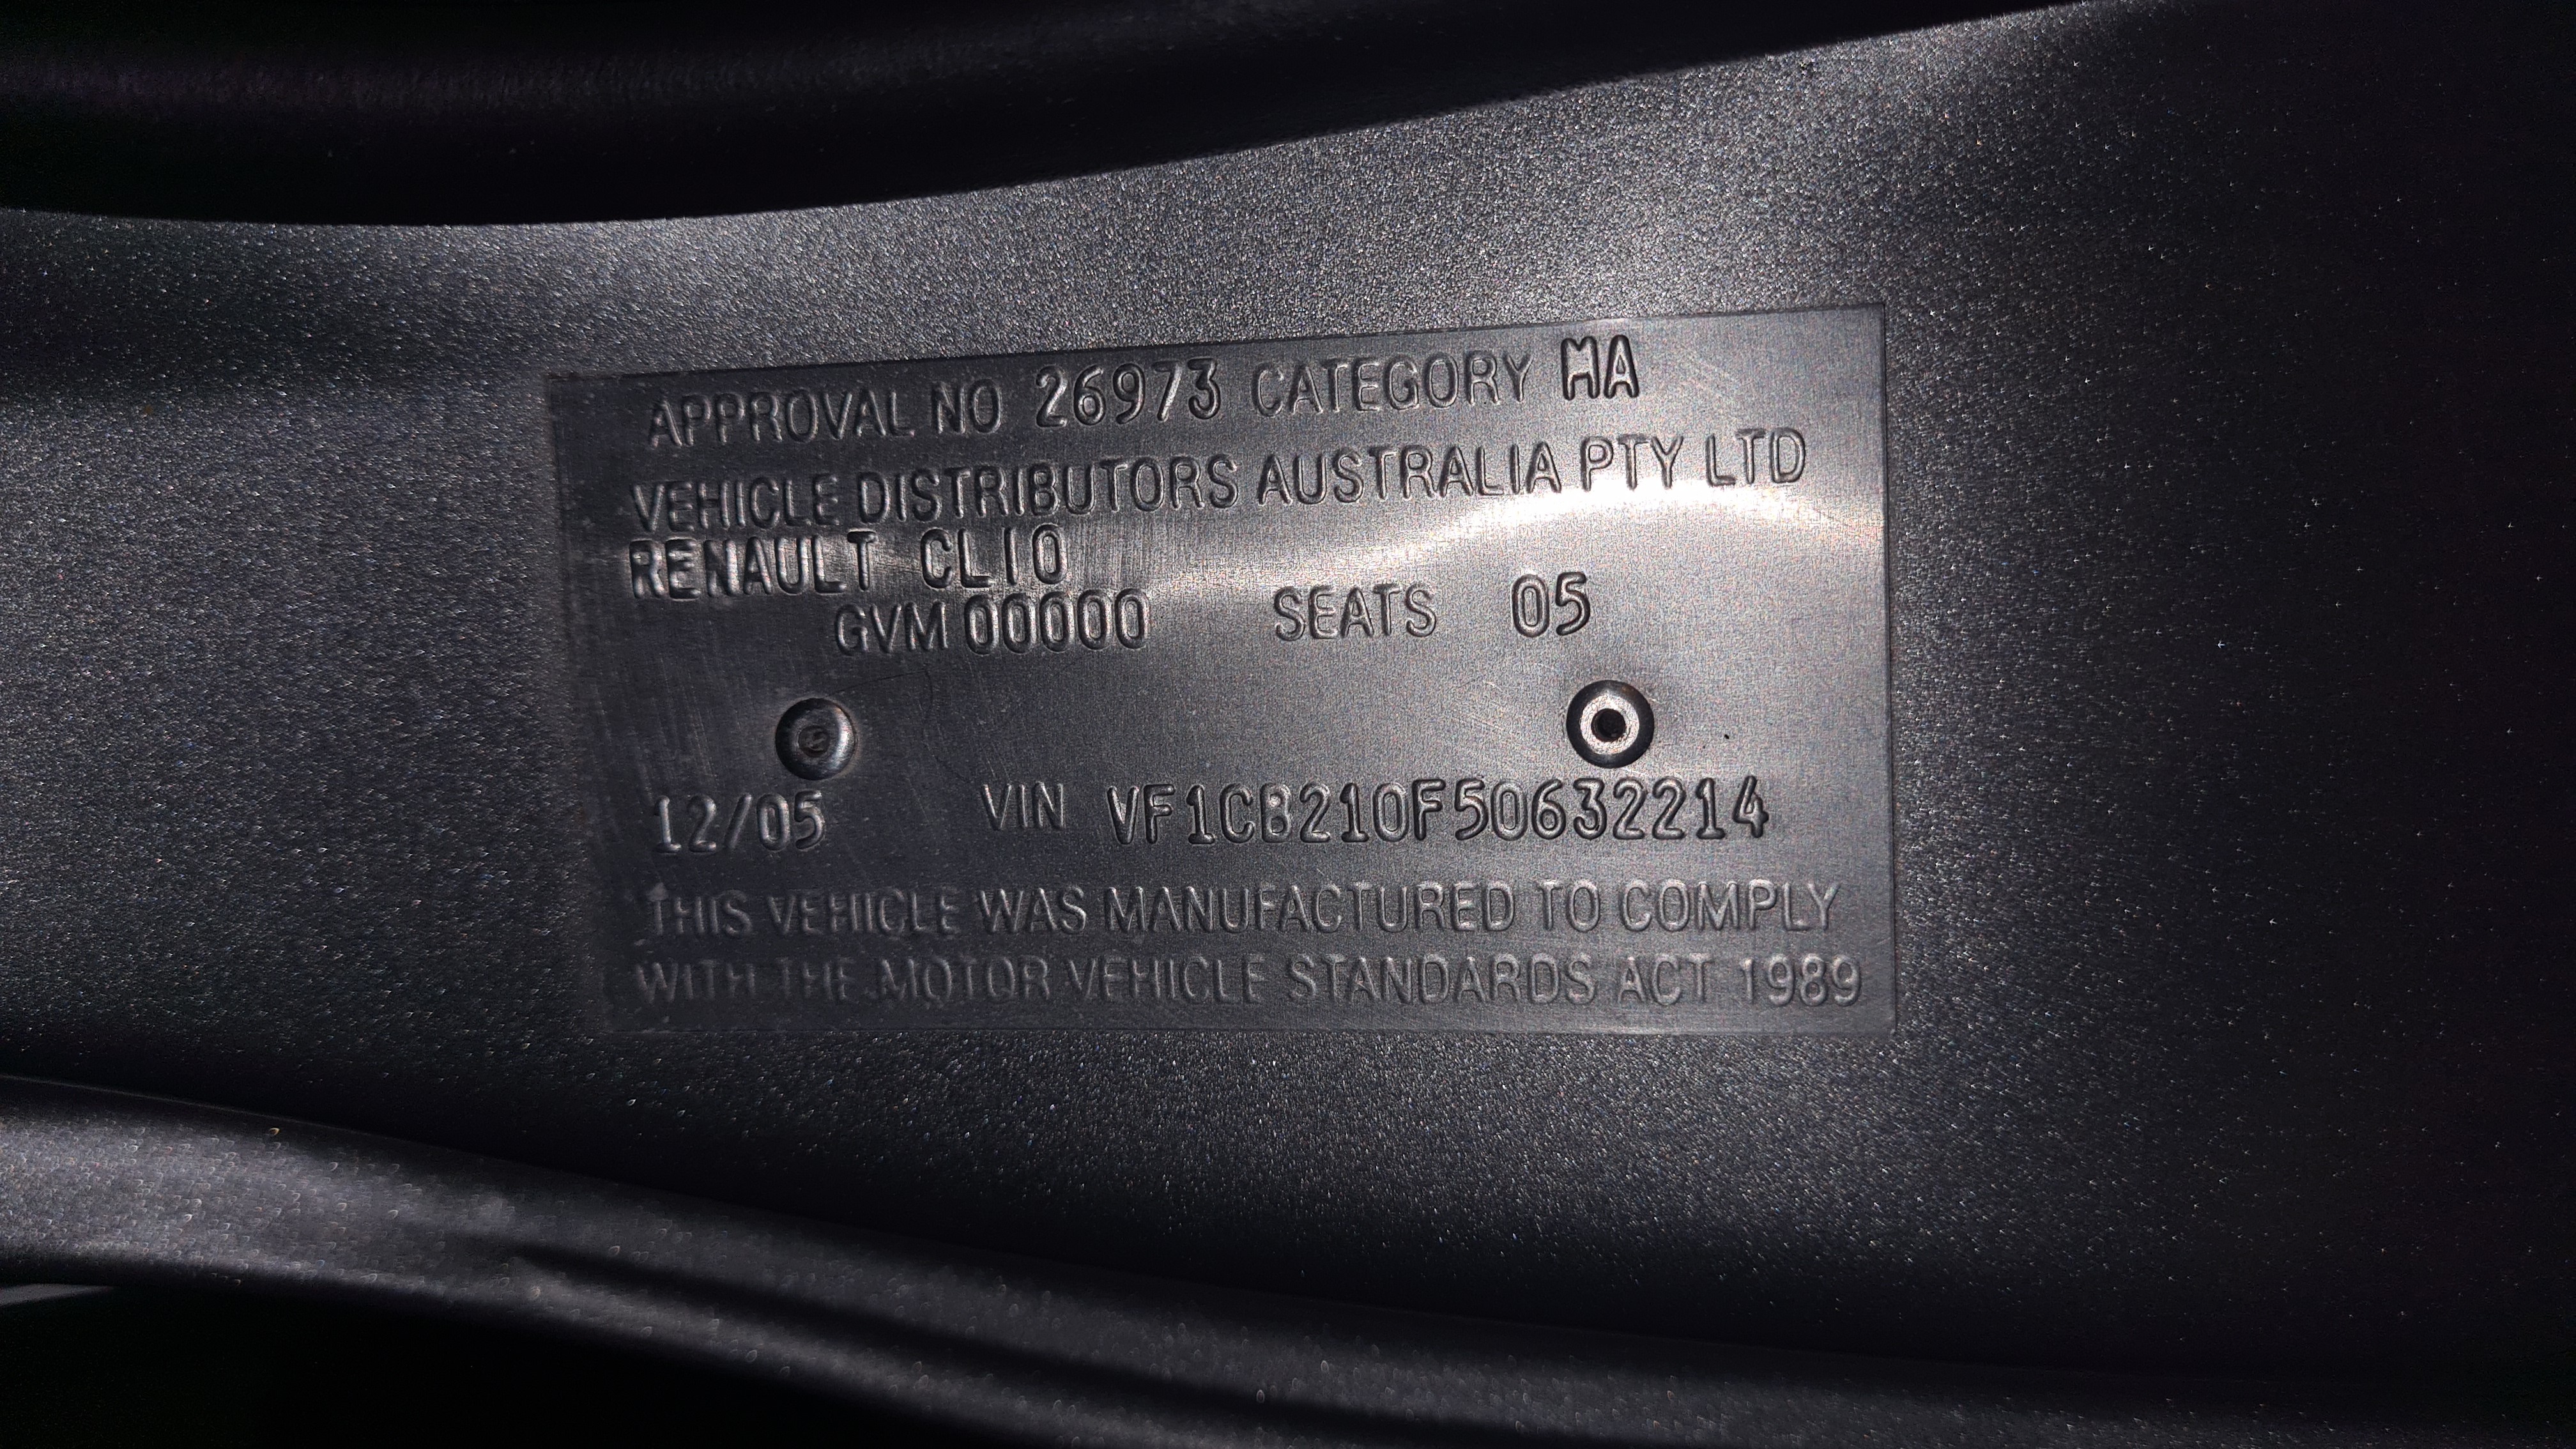 APPROVAL NO 26973 CATEGORY MA
VEHICLE DISTRIBUTORS AUSTRALIA PTY LTD
RENAULT CLIO
GVM 00000 SEATS 05
12/05 VIN VF1CB210F50632214
THIS VEHICLE WAS MANUFACTURED TO COMPLY
WITH THE MOTOR VEHICLE STANDARDS ACT 1989